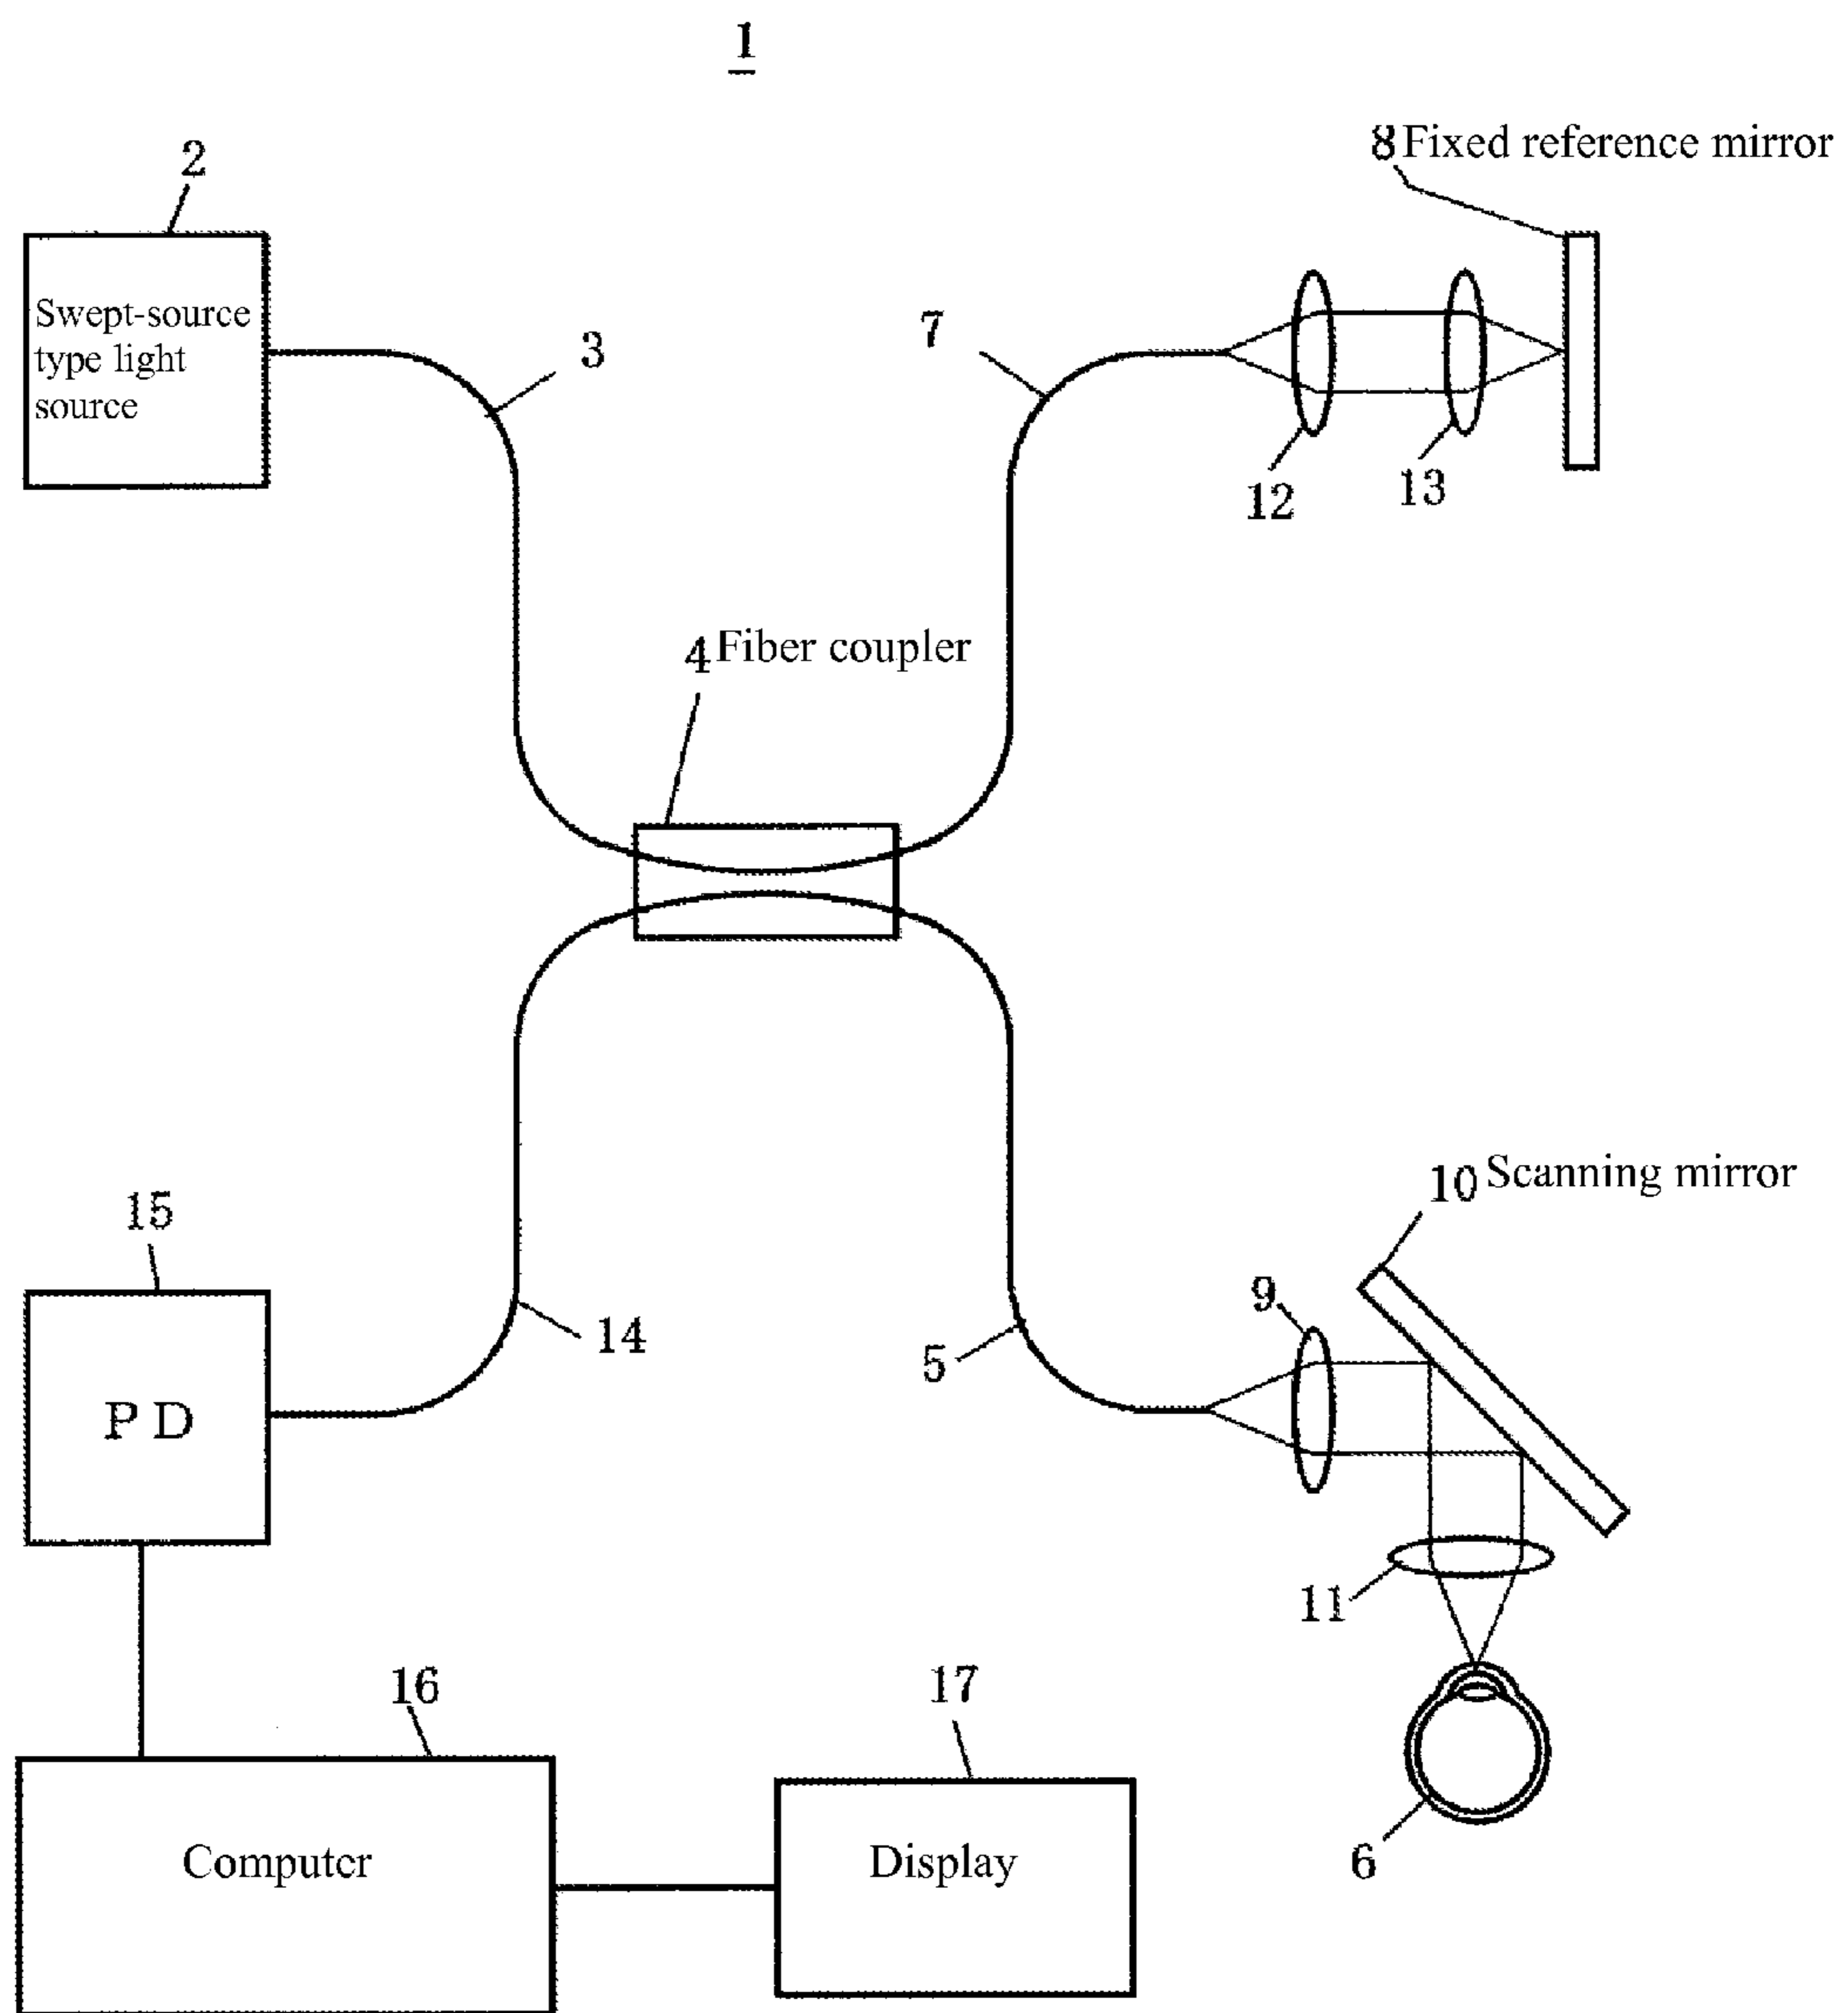 1
2
8 Fixed reference mirror
Swept-source
type light
source
3
7
12
13
4 Fiber coupler
10 Scanning mirror
15
9
14
5
P D
11
16
17
Computer
Display
6